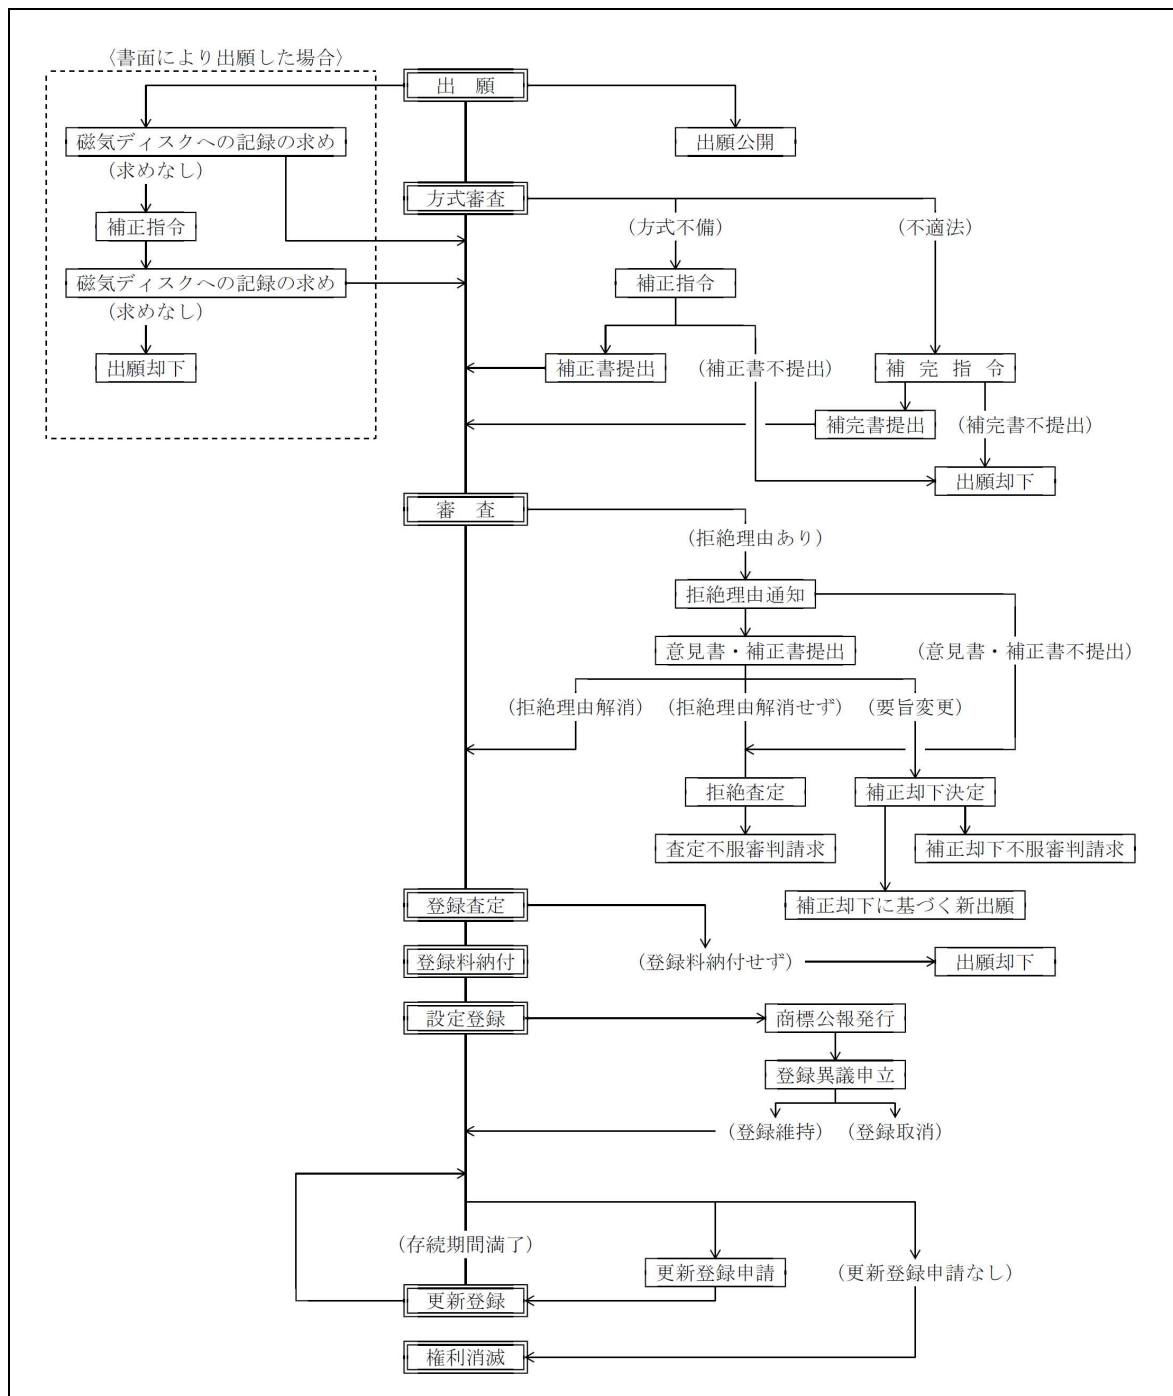 〈書面により出願した場合〉
出　願
磁気ディスクへの記録の求め
出願公開
(求めなし)
方式審査
補正指令
(方式不備)
(不適法)
磁気ディスクへの記録の求め
補正指令
(求めなし)
出願却下
補正書提出
(補正書不提出)
補 完 指 令
補完書提出
(補完書不提出)
出願却下
審　査
(拒絶理由あり)
拒絶理由通知
意見書・補正書提出
(意見書・補正書不提出)
(拒絶理由解消)
(拒絶理由解消せず)
(要旨変更)
拒絶査定
補正却下決定
査定不服審判請求
補正却下不服審判請求
登録査定
補正却下に基づく新出願
登録料納付
(登録料納付せず)
出願却下
設定登録
商標公報発行
登録異議申立
(登録維持)
(登録取消)
(存続期間満了)
更新登録申請
(更新登録申請なし)
更新登録
権利消滅